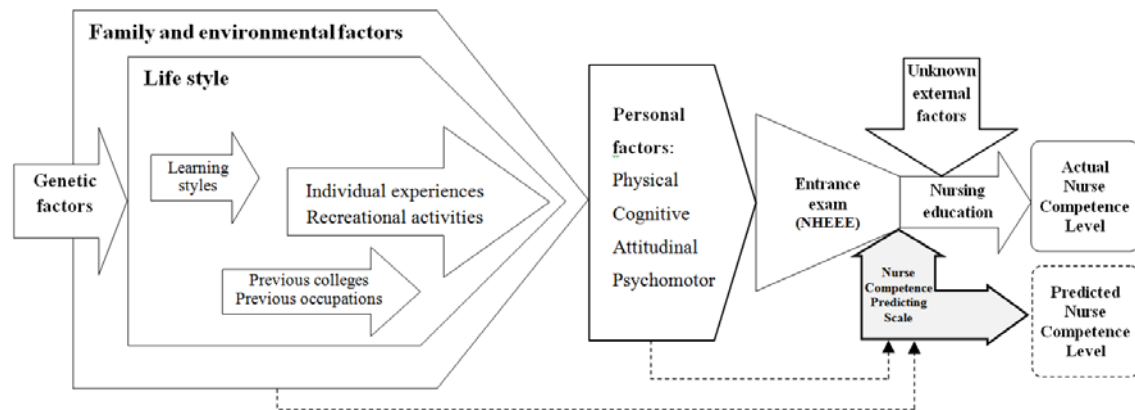 Family and environmental factors
Life style
Genetic
factors
Learning
styles
Individual experiences
Recreational activities
Previous colleges
Previous occupations
Personal
factors:
Physical
Cognitive
Attitudinal
Psychomotor
Entrance
exam
(NHEEE)
Unknown
external
factors
Nursing
education
Nurse
Competence
Predicting
Scale
Actual
Nurse
Competence
Level
Predicted
Nurse
Competence
Level